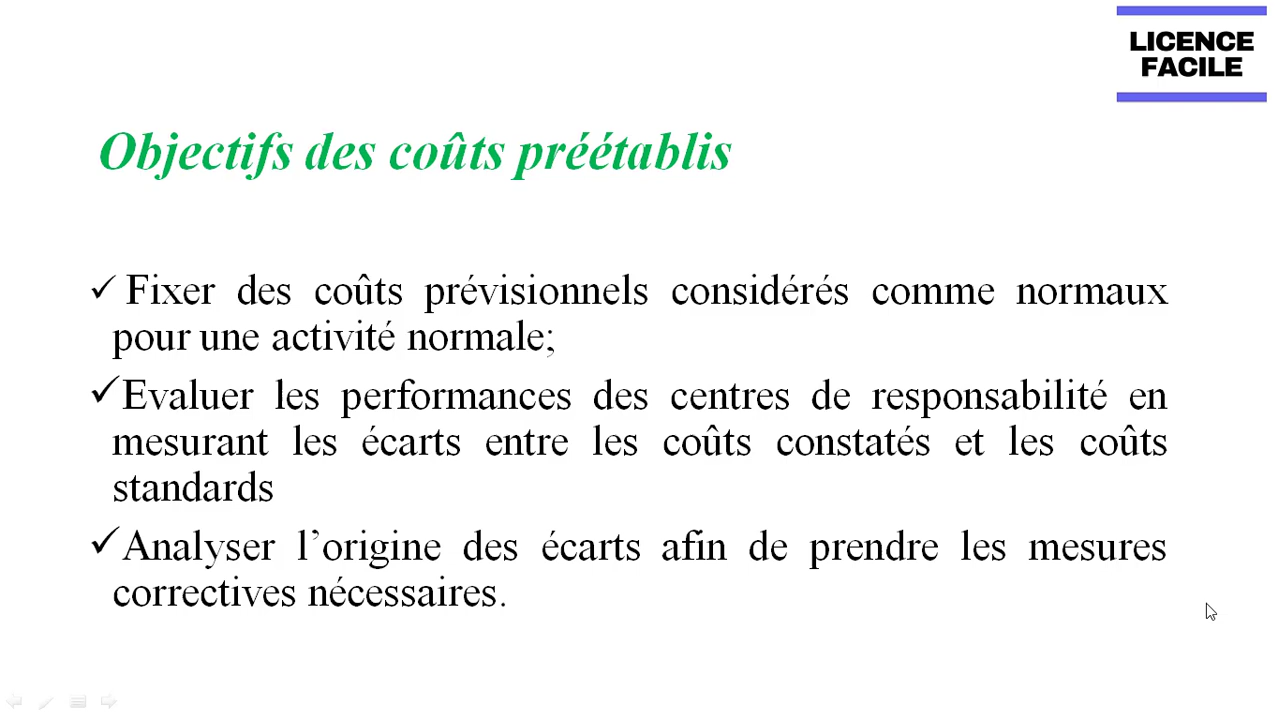 LICENCE
FACILE
Objectifs des coûts préétablis
✓ Fixer des coûts prévisionnels considérés comme normaux
pour une activité normale;
✓Evaluer les performances des centres de responsabilité en
mesurant les écarts entre les coûts constatés et les coûts
standards
✓Analyser l’origine des écarts afin de prendre les mesures
correctives nécessaires.